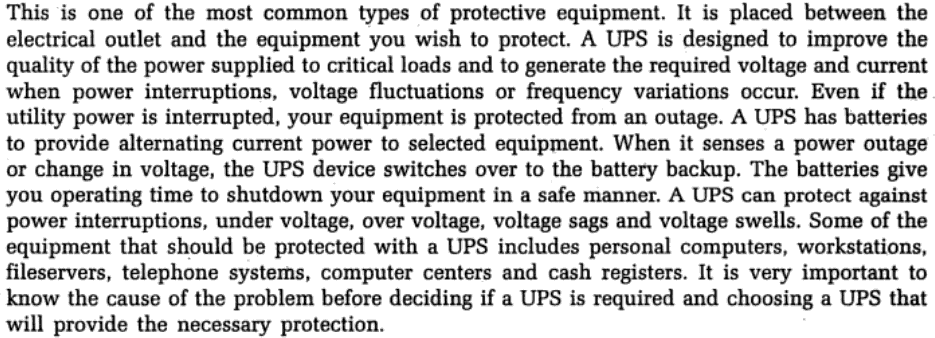 This is one of the most common types of protective equipment. It is placed between the
electrical outlet and the equipment you wish to protect. A UPS is designed to improve the
quality of the power supplied to critical loads and to generate the required voltage and current
when power interruptions, voltage fluctuations or frequency variations occur. Even if the
utility power is interrupted, your equipment is protected from an outage. A UPS has batteries
to provide alternating current power to selected equipment. When it senses a power outage
or change in voltage, the UPS device switches over to the battery backup. The batteries give
you operating time to shutdown your equipment in a safe manner. A UPS can protect against
power interruptions, under voltage, over voltage, voltage sags and voltage swells. Some of the
equipment that should be protected with a UPS includes personal computers, workstations,
fileservers, telephone systems, computer centers and cash registers. It is very important to
know the cause of the problem before deciding if a UPS is required and choosing a UPS that
will provide the necessary protection.